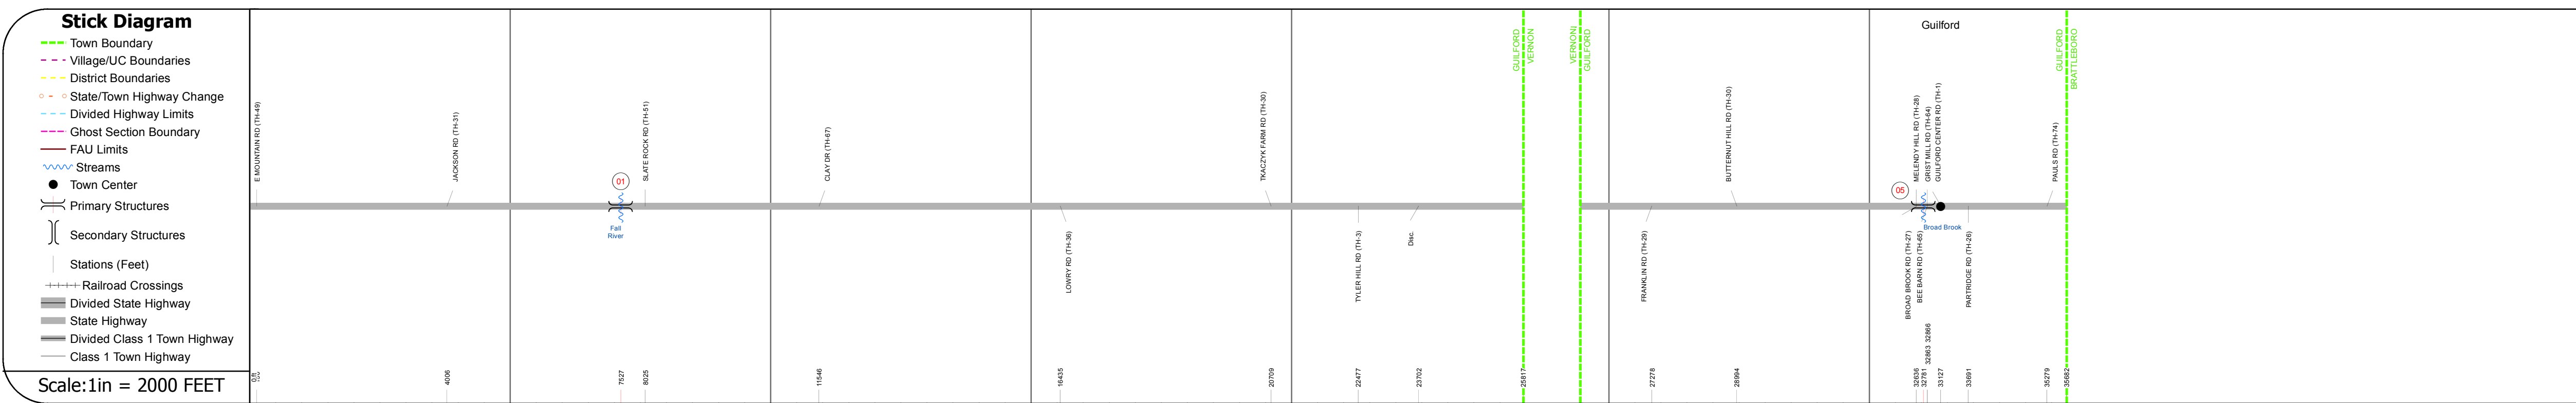 Stick Diagram
Town Boundary
Village/UC Boundaries
District Boundaries
State/Town Highway Change
Divided Highway Limits
Ghost Section Boundary
FAU Limits
Streams
Town Center
Primary Structures
Secondary Structures
Stations (Feet)
Railroad Crossings
Divided State Highway
State Highway
Divided Class 1 Town Highway
Class 1 Town Highway
Scale:1in = 2000 FEET
Guilford
GUILFORD
VERNON
VERNON
GUILFORD
GUILFORD
BRATTLEBORO
E MOUNTAIN RD (TH-49)
JACKSON RD (TH-31)
SLATE ROCK RD (TH-51)
CLAY DR (TH-67)
TKACZYK FARM RD (TH-30)
BUTTERNUT HILL RD (TH-30)
MELENDY HILL RD (TH-28)
GRIST MILL RD (TH-64)
GUILFORD CENTER RD (TH-1)
PAULS RD (TH-74)
01
05
Fall
River
Broad Brook
LOWRY RD (TH-36)
TYLER HILL RD (TH-3)
Disc.
FRANKLIN RD (TH-29)
BROAD BROOK RD (TH-27)
BEE BARN RD (TH-65)
PARTRIDGE RD (TH-26)
0 ft
4006
7527
8025
11546
16435
20709
22477
23702
25817
27278
28994
32636
32781
32863
32866
33127
33691
35279
35682